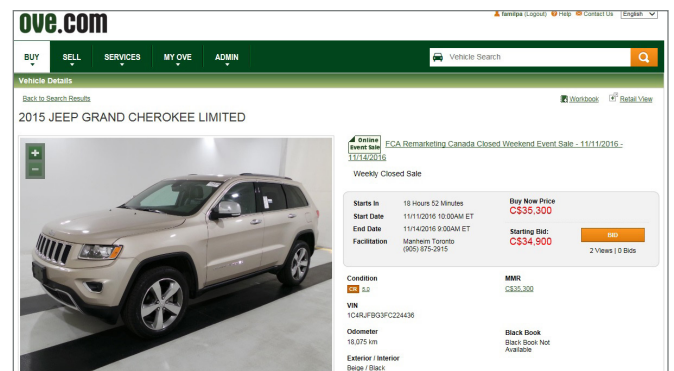 familpa (Logout) Help Contact Us English
ove.com
BUY SELL SERVICES MY OVE ADMIN Vehicle Search
Vehicle Details
Back to Search Results Workbook Retail View
2015 JEEP GRAND CHEROKEE LIMITED
Online
Event Sale
FCA Remarketing Canada Closed Weekend Event Sale - 11/11/2016 -
11/14/2016
Weekly Closed Sale
Starts In 18 Hours 52 Minutes
Start Date 11/11/2016 10:00AM ET
End Date 11/14/2016 9:00AM ET
Facilitation Manheim Toronto
(905) 875-2915
Buy Now Price
C$35,300
Starting Bid:
C$34,900
BID
2 Views | 0 Bids
Condition
CR 5.0
MMR
C$35,300
VIN
1C4RJFBG3FC224436
Odometer
18,075 km
Black Book
Black Book Not
Available
Exterior / Interior
Beige / Black